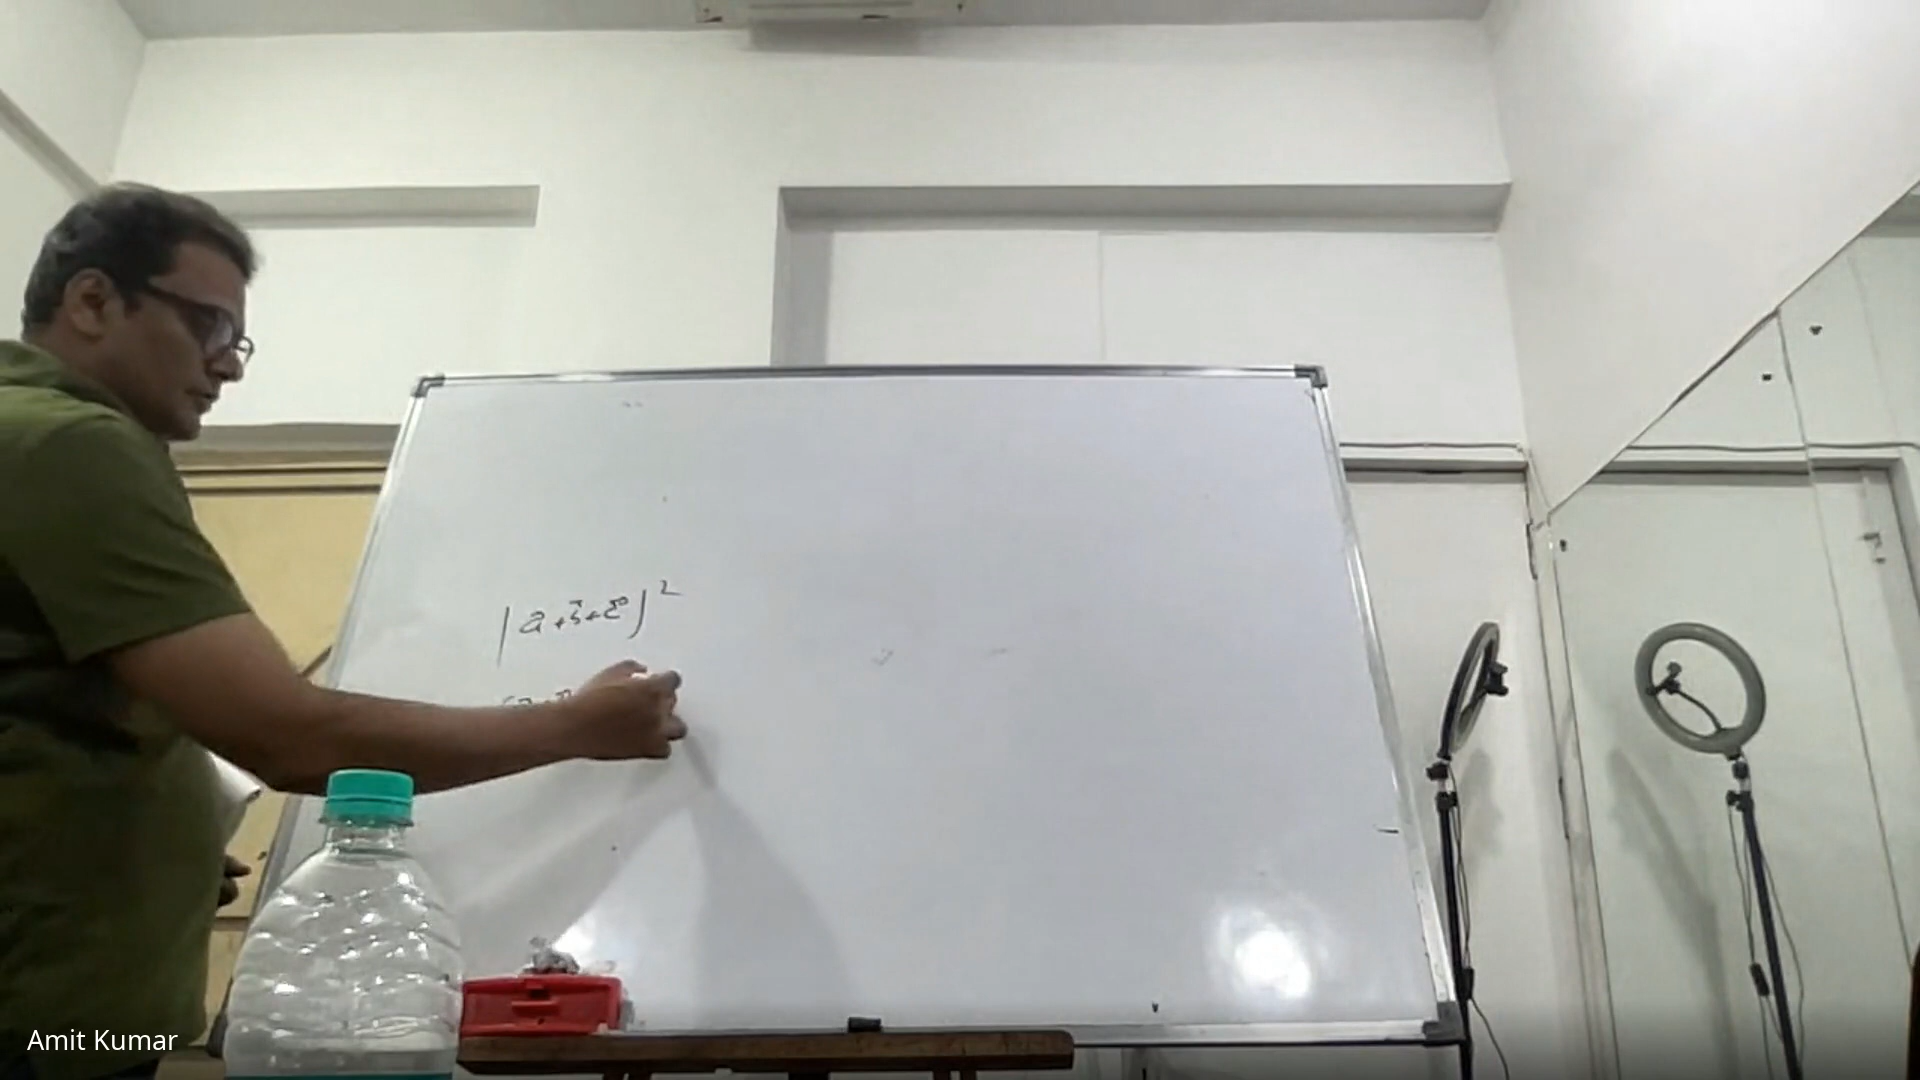 |a⃗+b⃗+c⃗|²
Amit Kumar